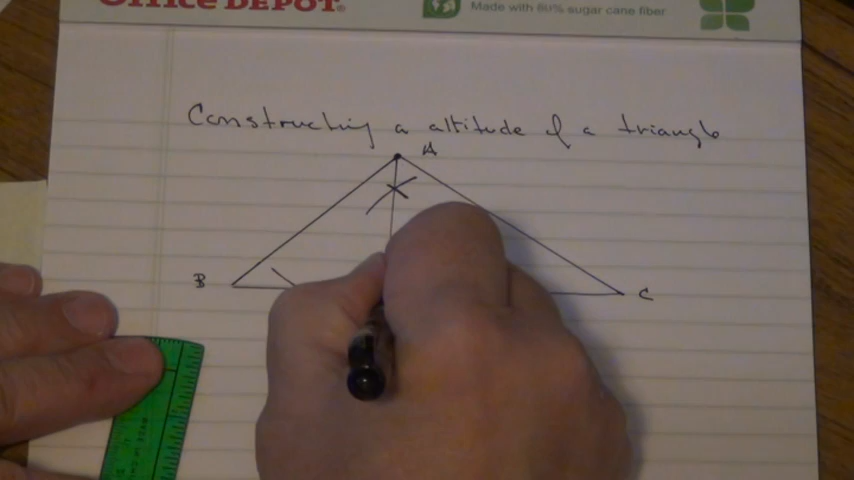 Office DEPOT®
Made with 80% sugar cane fiber
Constructing a altitude of a triangle
A
B
C